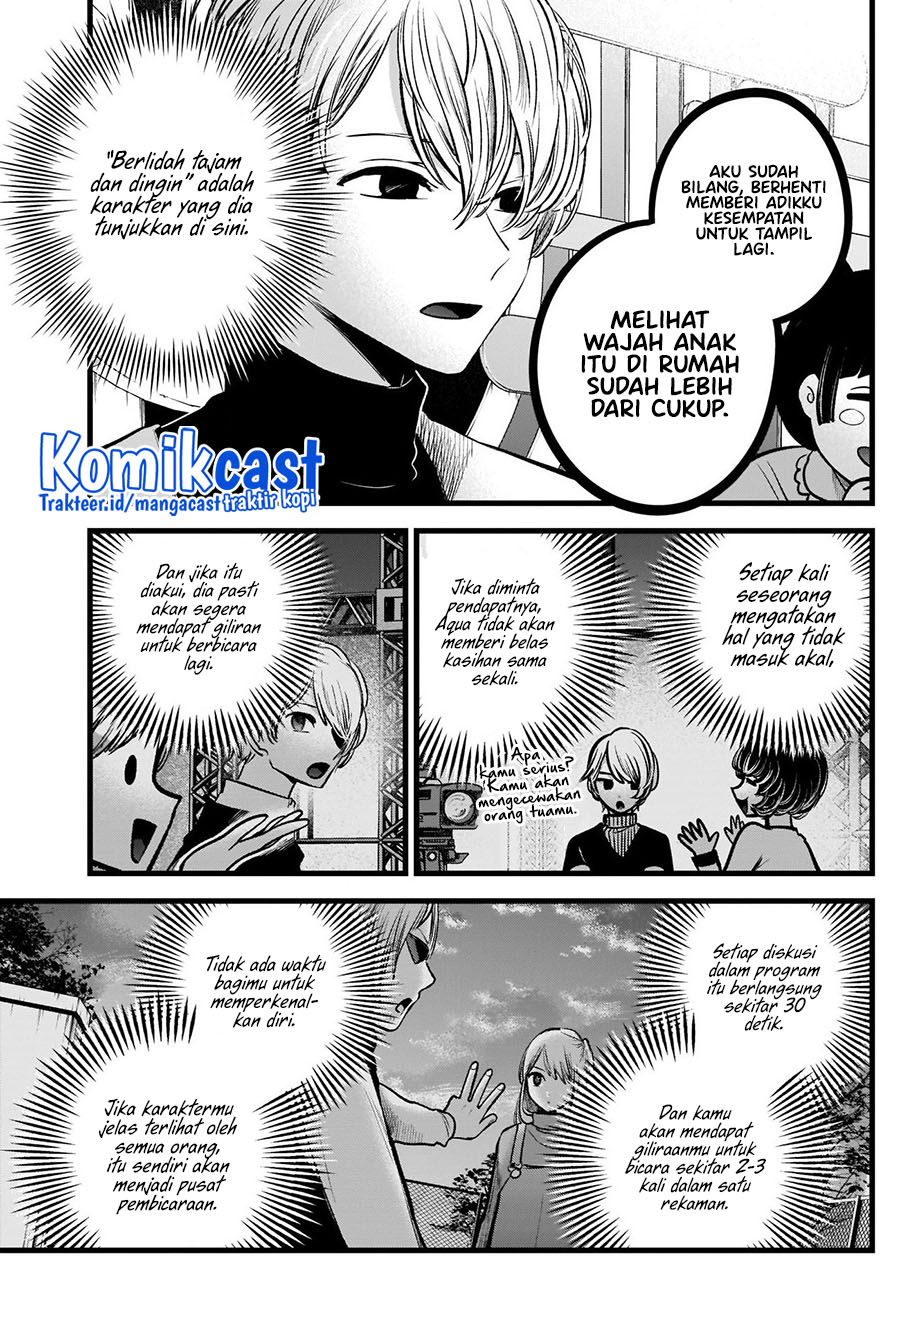 AKU SUDAH
BILANG, BERHENTI
MEMBERI ADIKKU
KESEMPATAN
UNTUK TAMPIL
LAGI.
MELIHAT
WAJAH ANAK
ITU DI RUMAH
SUDAH LEBIH
DARI CUKUP.
"Berlidah tajam
dan dingin" adalah
karakter yang dia
tunjukkan di sini.
Komikcast
Trakteer.id/mangacast traktir kopi
Setiap kali
seseorang
mengatakan
hal yang tidak
masuk akal,
Jika diminta
pendapatnya,
Aqua tidak akan
memberi belas
kasihan sama
sekali.
Apa,
kamu serius?
Kamu akan
mengecewakan
orang tuamu.
Dan jika itu
diakui, dia pasti
akan segera
mendapat giliran
untuk berbicara
lagi.
Setiap diskusi
dalam program
itu berlangsung
sekitar 30
detik.
Dan kamu
akan mendapat
giliranmu untuk
bicara sekitar 2-3
kali dalam satu
rekaman.
Tidak ada waktu
bagimu untuk
memperkenal-
kan diri.
Jika karaktermu
jelas terlihat oleh
semua orang,
itu sendiri akan
menjadi pusat
pembicaraan.